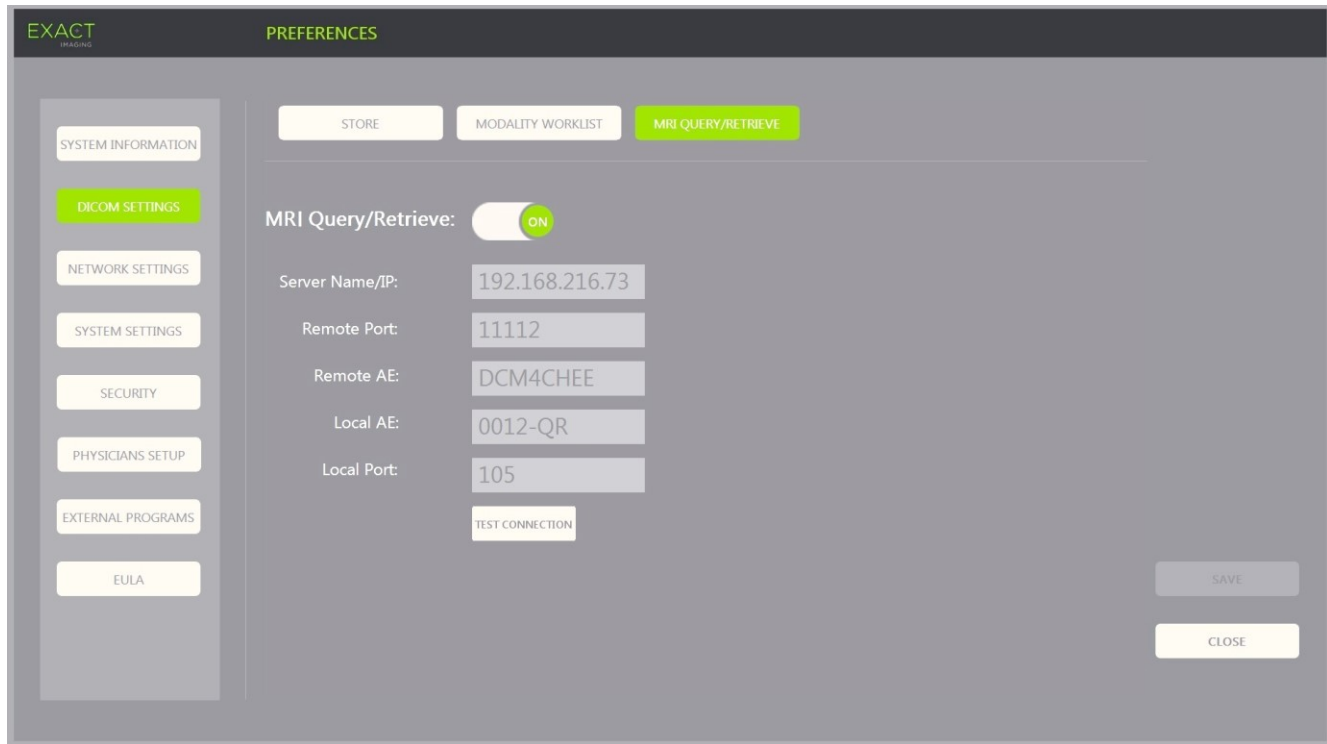 EXACT
IMAGING
PREFERENCES
SYSTEM INFORMATION
DICOM SETTINGS
NETWORK SETTINGS
SYSTEM SETTINGS
SECURITY
PHYSICIANS SETUP
EXTERNAL PROGRAMS
EULA
STORE
MODALITY WORKLIST
MRI QUERY/RETRIEVE
MRI Query/Retrieve: ON
Server Name/IP: 192.168.216.73
Remote Port: 11112
Remote AE: DCM4CHEE
Local AE: 0012-QR
Local Port: 105
TEST CONNECTION
SAVE
CLOSE